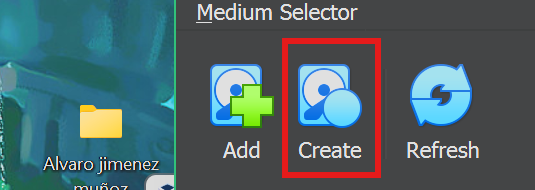 Medium Selector
Add
Create
Refresh
Alvaro jimenez
muñoz